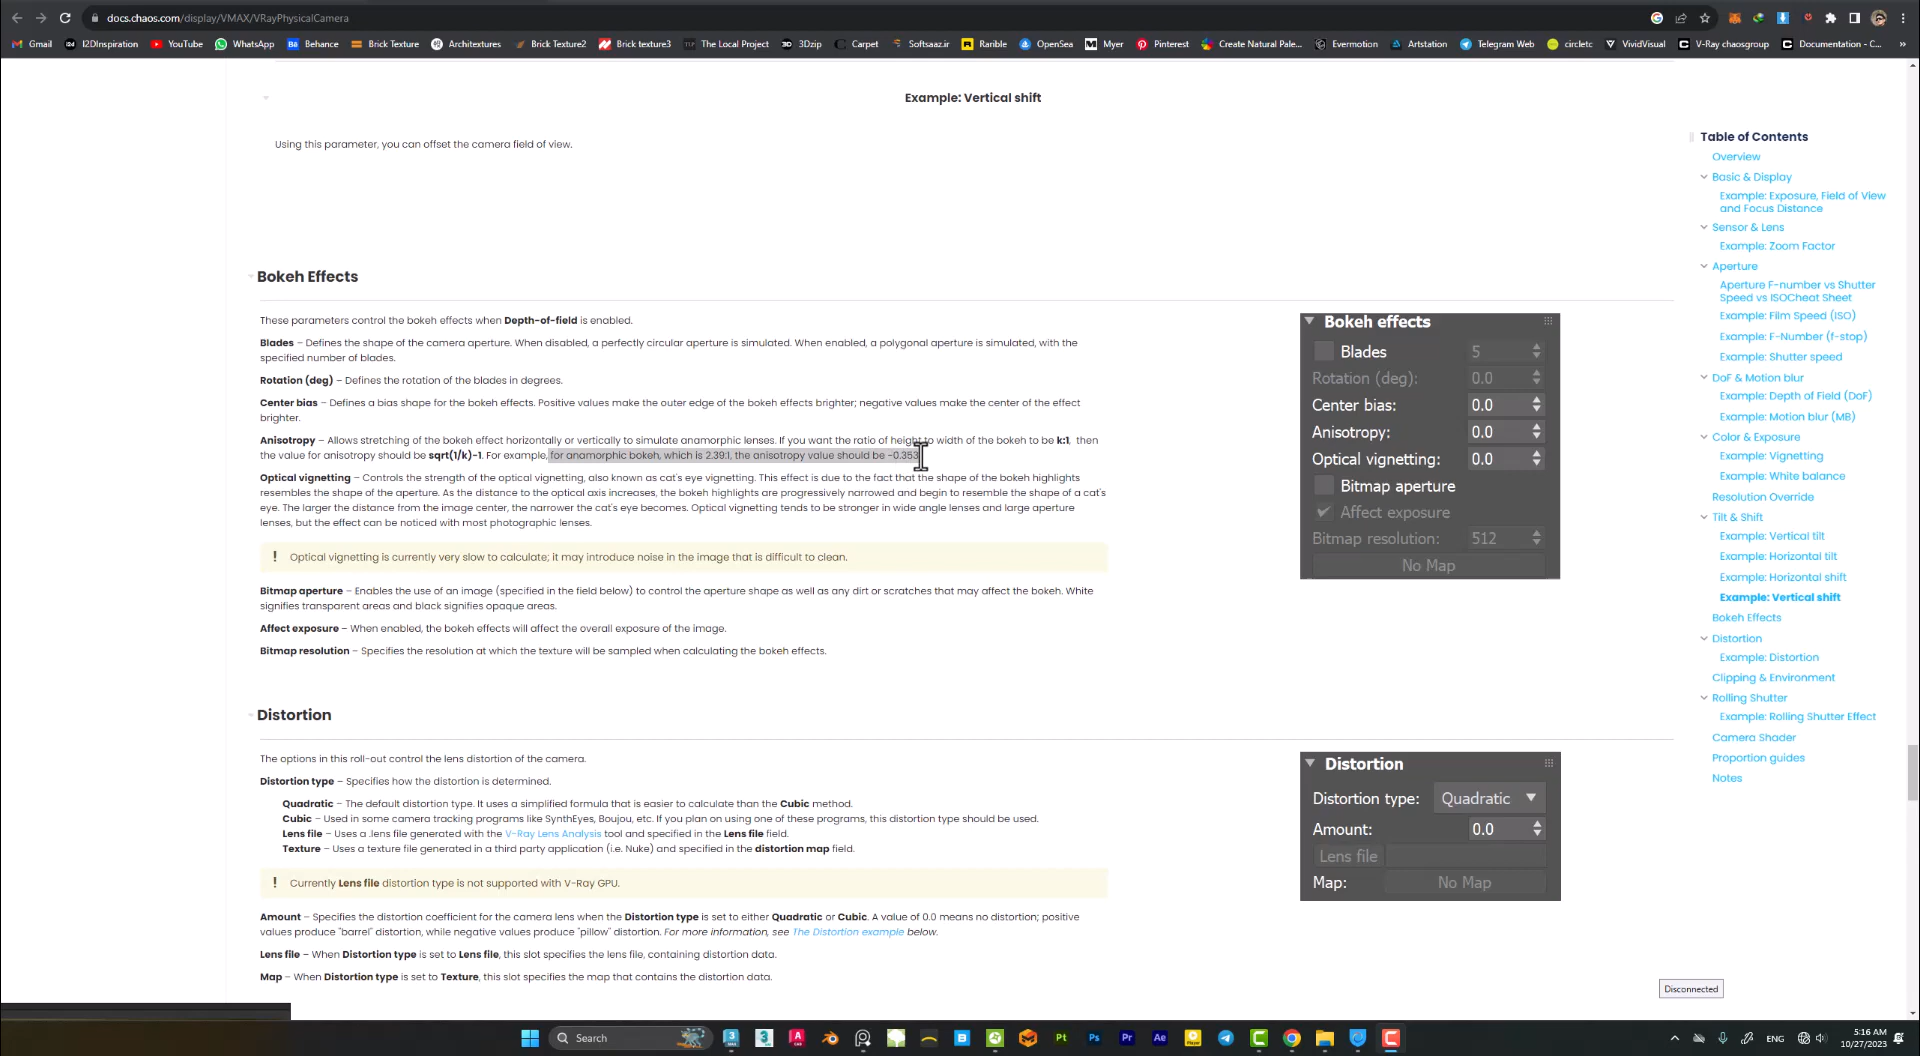 docs.chaos.com/display/VMAX/VRayPhysicalCamera
Gmail I2DInspiration YouTube WhatsApp Behance Brick Texture Architextures Brick Texture2 Brick texture3 The Local Project 3Dzip Carpet Softsaaz.ir Rarible OpenSea Myer Pinterest Create Natural Pale... Evermotion Artstation Telegram Web circletc VividVisual V-Ray chaosgroup Documentation - C... »
Example: Vertical shift
Using this parameter, you can offset the camera field of view.
Bokeh Effects
These parameters control the bokeh effects when Depth-of-field is enabled.
Blades – Defines the shape of the camera aperture. When disabled, a perfectly circular aperture is simulated. When enabled, a polygonal aperture is simulated, with the
specified number of blades.
Rotation (deg) – Defines the rotation of the blades in degrees.
Center bias – Defines a bias shape for the bokeh effects. Positive values make the outer edge of the bokeh effects brighter; negative values make the center of the effect
brighter.
Anisotropy – Allows stretching of the bokeh effect horizontally or vertically to simulate anamorphic lenses. If you want the ratio of height to width of the bokeh to be k:1, then
the value for anisotropy should be sqrt(1/k)-1. For example, for anamorphic bokeh, which is 2.39:1, the anisotropy value should be -0.353
Optical vignetting – Controls the strength of the optical vignetting, also known as cat's eye vignetting. This effect is due to the fact that the shape of the bokeh highlights
resembles the shape of the aperture. As the distance to the optical axis increases, the bokeh highlights are progressively narrowed and begin to resemble the shape of a cat's
eye. The larger the distance from the image center, the narrower the cat's eye becomes. Optical vignetting tends to be stronger in wide angle lenses and large aperture
lenses, but the effect can be noticed with most photographic lenses.
! Optical vignetting is currently very slow to calculate; it may introduce noise in the image that is difficult to clean.
Bitmap aperture – Enables the use of an image (specified in the field below) to control the aperture shape as well as any dirt or scratches that may affect the bokeh. White
signifies transparent areas and black signifies opaque areas.
Affect exposure – When enabled, the bokeh effects will affect the overall exposure of the image.
Bitmap resolution – Specifies the resolution at which the texture will be sampled when calculating the bokeh effects.
Bokeh effects
Blades 5
Rotation (deg): 0.0
Center bias: 0.0
Anisotropy: 0.0
Optical vignetting: 0.0
Bitmap aperture
Affect exposure
Bitmap resolution: 512
No Map
Distortion
The options in this roll-out control the lens distortion of the camera.
Distortion type – Specifies how the distortion is determined.
Quadratic – The default distortion type. It uses a simplified formula that is easier to calculate than the Cubic method.
Cubic – Used in some camera tracking programs like SynthEyes, Boujou, etc. If you plan on using one of these programs, this distortion type should be used.
Lens file – Uses a .lens file generated with the V-Ray Lens Analysis tool and specified in the Lens file field.
Texture – Uses a texture file generated in a third party application (i.e. Nuke) and specified in the distortion map field.
! Currently Lens file distortion type is not supported with V-Ray GPU.
Amount – Specifies the distortion coefficient for the camera lens when the Distortion type is set to either Quadratic or Cubic. A value of 0.0 means no distortion; positive
values produce "barrel" distortion, while negative values produce "pillow" distortion. For more information, see The Distortion example below.
Lens file – When Distortion type is set to Lens file, this slot specifies the lens file, containing distortion data.
Map – When Distortion type is set to Texture, this slot specifies the map that contains the distortion data.
Distortion
Distortion type: Quadratic
Amount: 0.0
Lens file
Map: No Map
Table of Contents
Overview
Basic & Display
Example: Exposure, Field of View
and Focus Distance
Sensor & Lens
Example: Zoom Factor
Aperture
Aperture F-number vs Shutter
Speed vs ISOCheat Sheet
Example: Film Speed (ISO)
Example: F-Number (f-stop)
Example: Shutter speed
DoF & Motion blur
Example: Depth of Field (DoF)
Example: Motion blur (MB)
Color & Exposure
Example: Vignetting
Example: White balance
Resolution Override
Tilt & Shift
Example: Vertical tilt
Example: Horizontal tilt
Example: Horizontal shift
Example: Vertical shift
Bokeh Effects
Distortion
Example: Distortion
Clipping & Environment
Rolling Shutter
Example: Rolling Shutter Effect
Camera Shader
Proportion guides
Notes
Disconnected
Search
Pt Ps Pr Ae
ENG
5:16 AM
10/27/2023